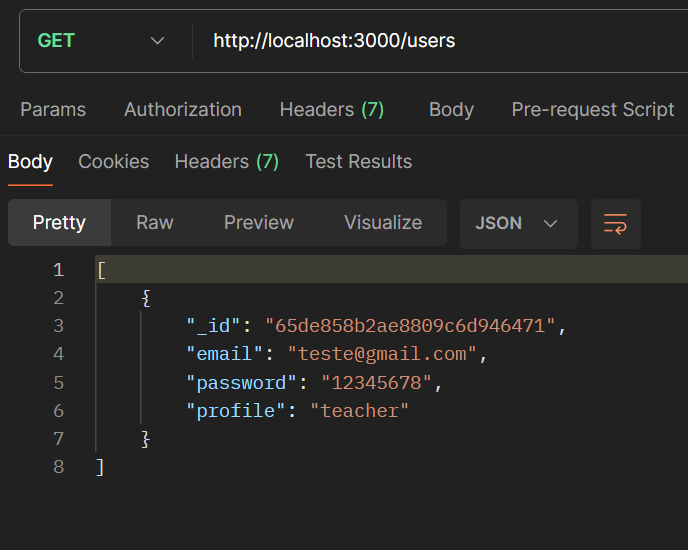 GET http://localhost:3000/users
Params Authorization Headers (7) Body Pre-request Script
Body Cookies Headers (7) Test Results
Pretty Raw Preview Visualize JSON
1 [
2 {
3 "_id": "65de858b2ae8809c6d946471",
4 "email": "teste@gmail.com",
5 "password": "12345678",
6 "profile": "teacher"
7 }
8 ]